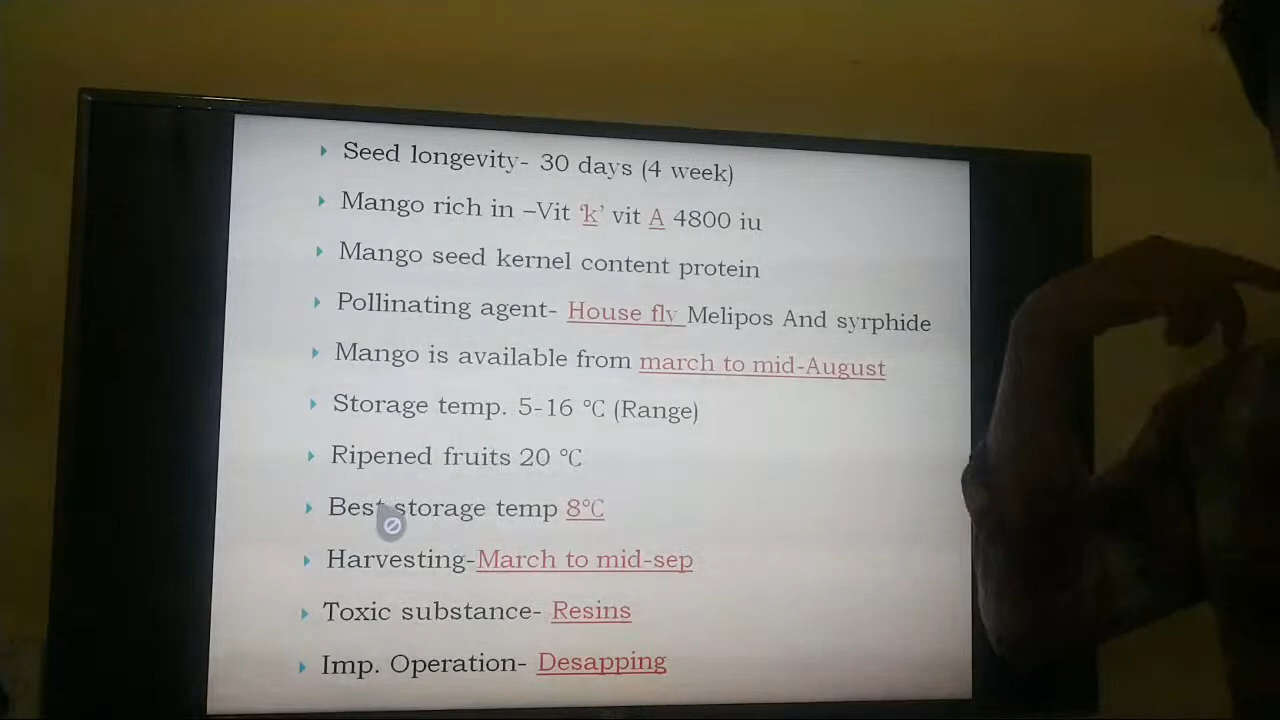 Seed longevity- 30 days (4 week)
Mango rich in –Vit ‘k’ vit A 4800 iu
Mango seed kernel content protein
Pollinating agent- House fly Melipos And syrphide
Mango is available from march to mid-August
Storage temp. 5-16 °C (Range)
Ripened fruits 20 °C
Best storage temp 8°C
Harvesting-March to mid-sep
Toxic substance- Resins
Imp. Operation- Desapping